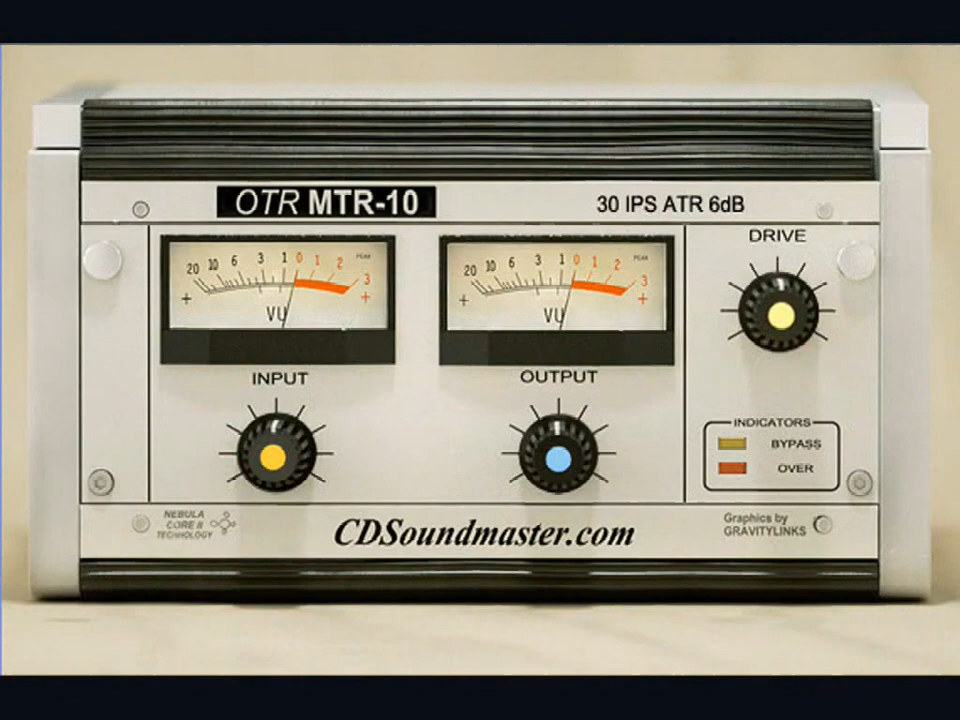 OTR MTR-10
30 IPS ATR 6dB
DRIVE
20 10 6 3 1 0 1 2 3
PEAK
+ +
VU
20 10 6 3 1 0 1 2 3
PEAK
+ +
VU
INPUT
OUTPUT
INDICATORS
BYPASS
OVER
NEBULA
CORE II
TECHNOLOGY
CDSoundmaster.com
Graphics by
GRAVITYLINKS